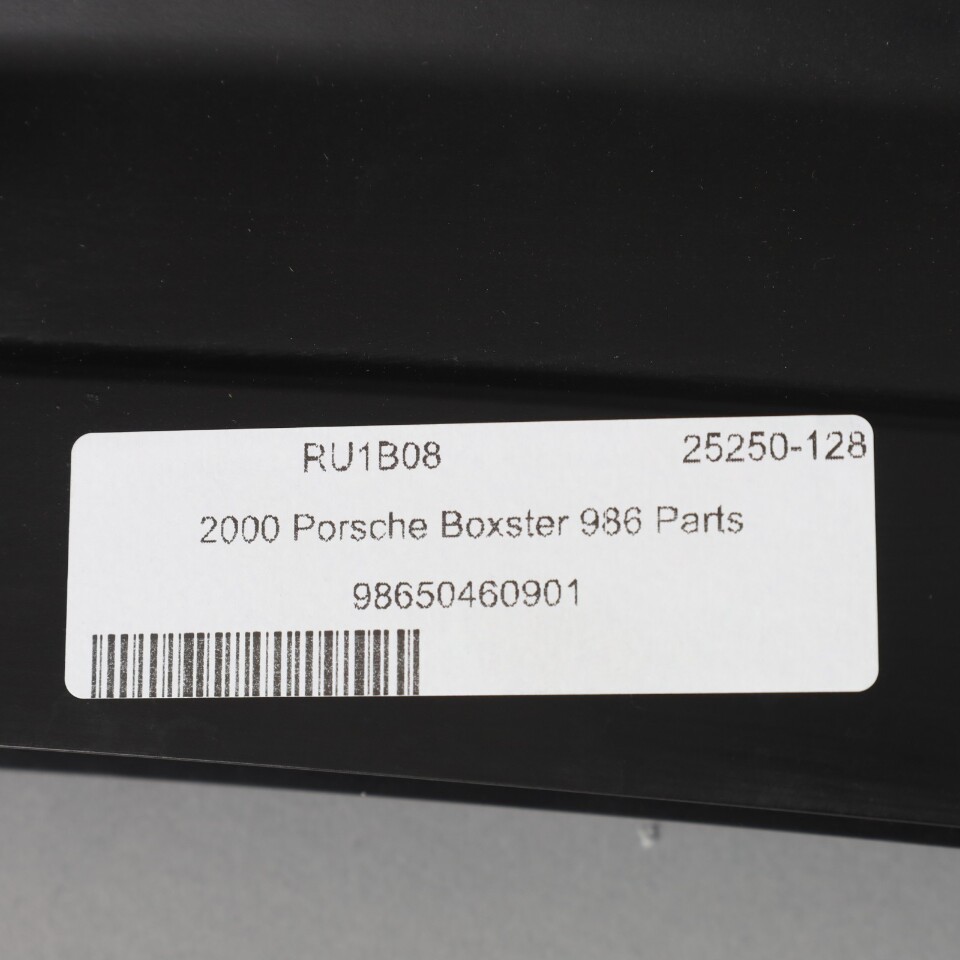 RU1B08 25250-128
2000 Porsche Boxster 986 Parts
98650460901